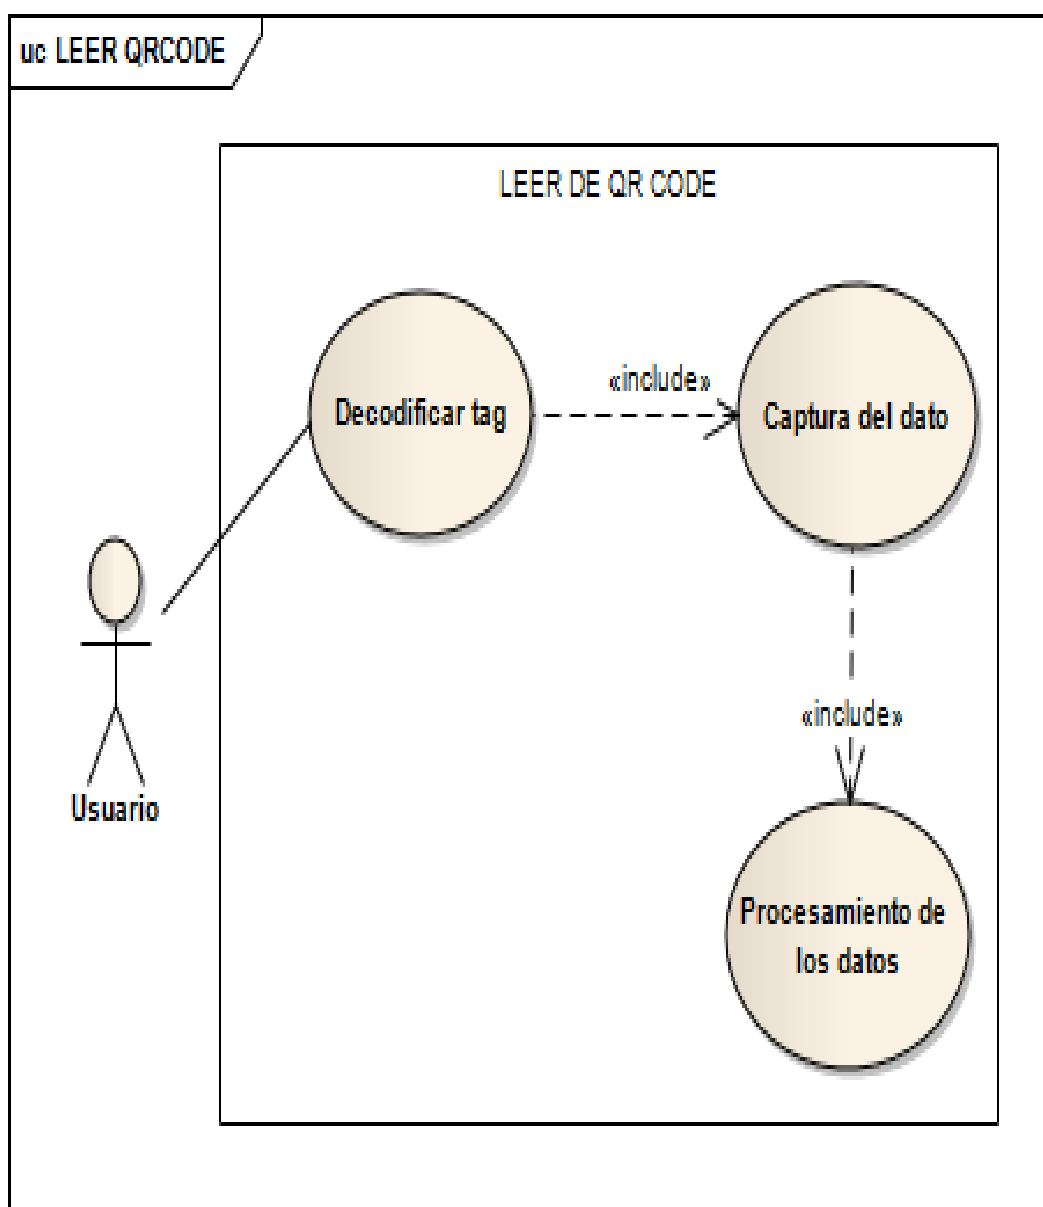 uc LEER QRCODE
LEER DE QR CODE
Decodificar tag
«include»
Captura del dato
«include»
Usuario
Procesamiento de
los datos